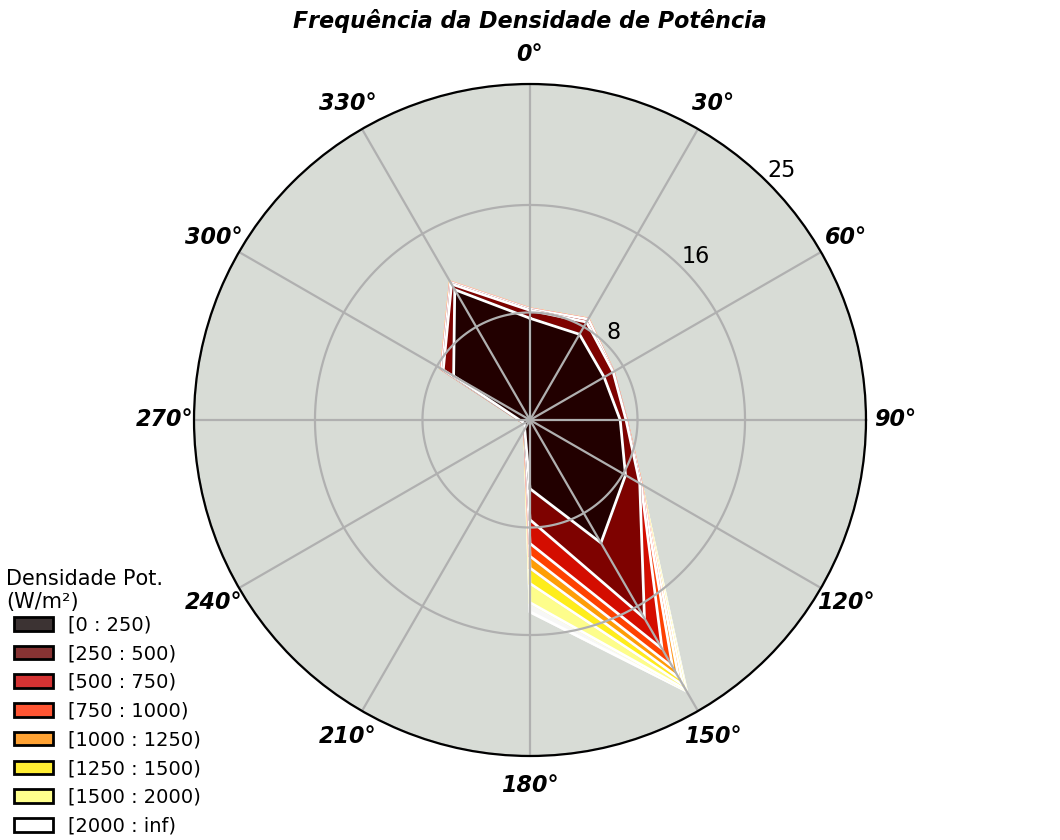 Frequência da Densidade de Potência
0°
330°
30°
25
300°
60°
16
8
270°
90°
240°
120°
210°
150°
180°
Densidade Pot.
(W/m²)
[0 : 250)
[250 : 500)
[500 : 750)
[750 : 1000)
[1000 : 1250)
[1250 : 1500)
[1500 : 2000)
[2000 : inf)